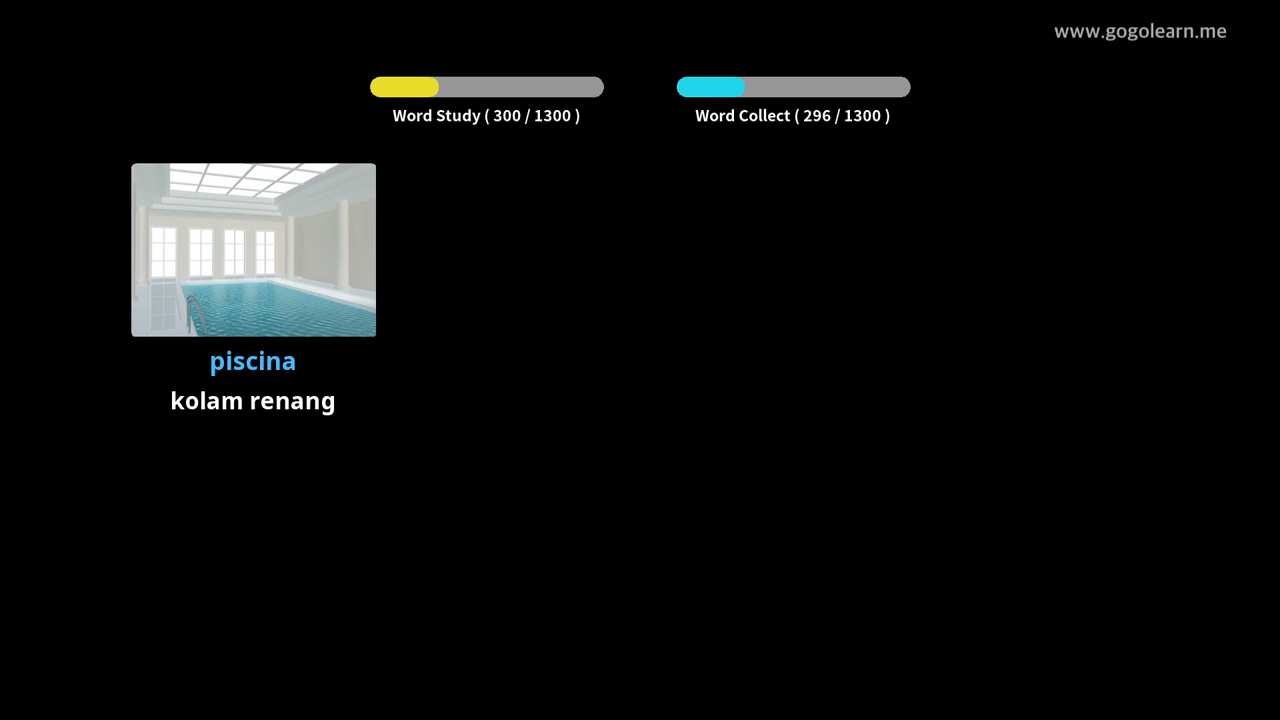 www.gogolearn.me
Word Study ( 300 / 1300 )
Word Collect ( 296 / 1300 )
piscina
kolam renang